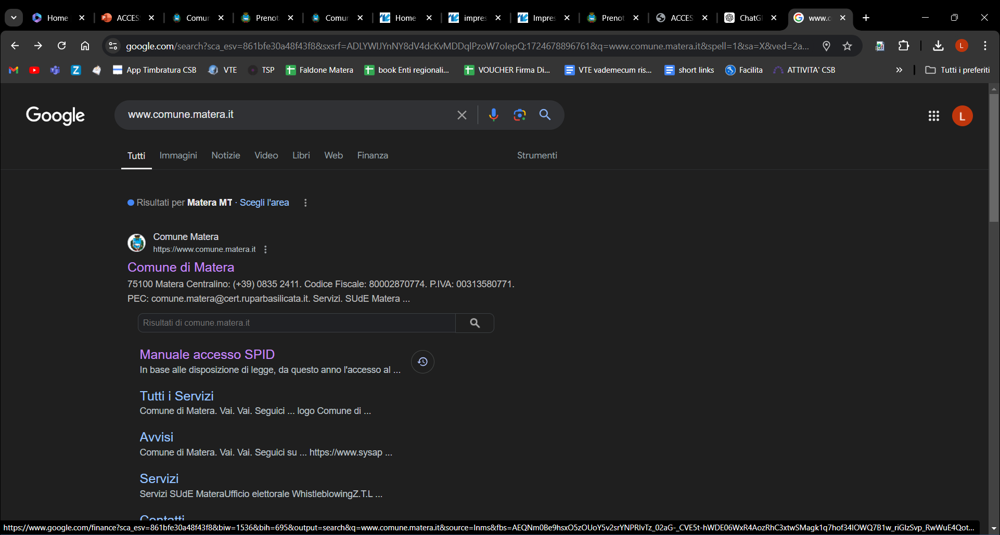 Home
ACCES
Comun
Prenot
Comun
Home
impres
Impres
Prenot
ACCES
ChatG
www.c
google.com/search?sca_esv=861bfe30a48f43f8&sxsrf=ADLYWIJYnNY8dV4dcKvMDDqlPzoW7oIepQ:1724678896761&q=www.comune.matera.it&spell=1&sa=X&ved=2a...
L
App Timbratura CSB
VTE
TSP
Faldone Matera
book Enti regionali...
VOUCHER Firma Di...
VTE vademecum ris...
short links
Facilita
ATTIVITA' CSB
Tutti i preferiti
Google
www.comune.matera.it
L
Tutti
Immagini
Notizie
Video
Libri
Web
Finanza
Strumenti
Risultati per Matera MT · Scegli l'area
Comune Matera
https://www.comune.matera.it
Comune di Matera
75100 Matera Centralino: (+39) 0835 2411. Codice Fiscale: 80002870774. P.IVA: 00313580771.
PEC: comune.matera@cert.ruparbasilicata.it. Servizi. SUdE Matera ...
Risultati di comune.matera.it
Manuale accesso SPID
In base alle disposizione di legge, da questo anno l'accesso al ...
Tutti i Servizi
Comune di Matera. Vai. Vai. Seguici ... logo Comune di ...
Avvisi
Comune di Matera. Vai. Vai. Seguici su ... https://www.sysap ...
Servizi
Servizi SUdE MateraUfficio elettorale WhistleblowingZ.T.L ...
Contatti
https://www.google.com/finance?sca_esv=861bfe30a48f43f8&biw=1536&bih=695&output=search&q=www.comune.matera.it&source=lnms&fbs=AEQNm0Be9hsxO5zOUoY5v2srYNPRlvTz_02aG-_CVE5t-hWDE06WxR4AozRhC3xtwSMagk1q7hof34IOWQ7B1w_riGIzSvp_RwWuE4Qot...